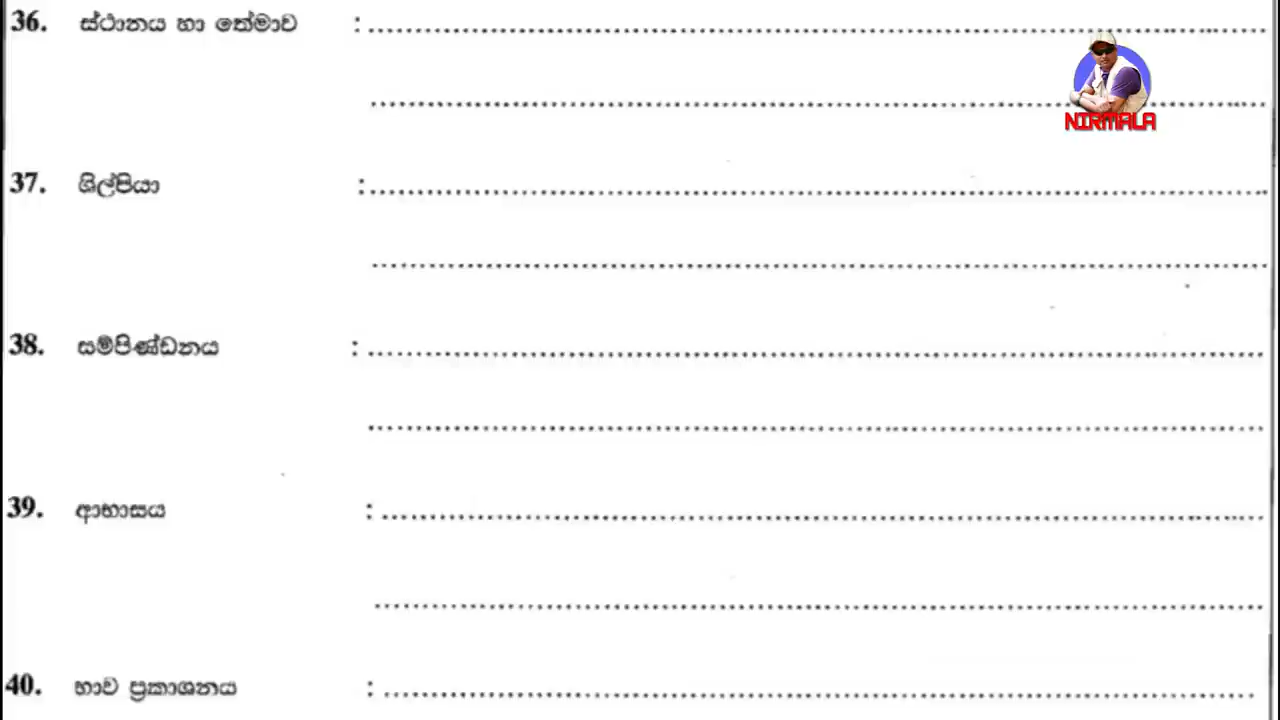 36. ස්ථානය හා තේමාව :
NIRMALA
37. ශිල්පියා :
38. සම්පිණ්ඩනය :
39. ආභාසය :
40. භාව ප්‍රකාශනය :